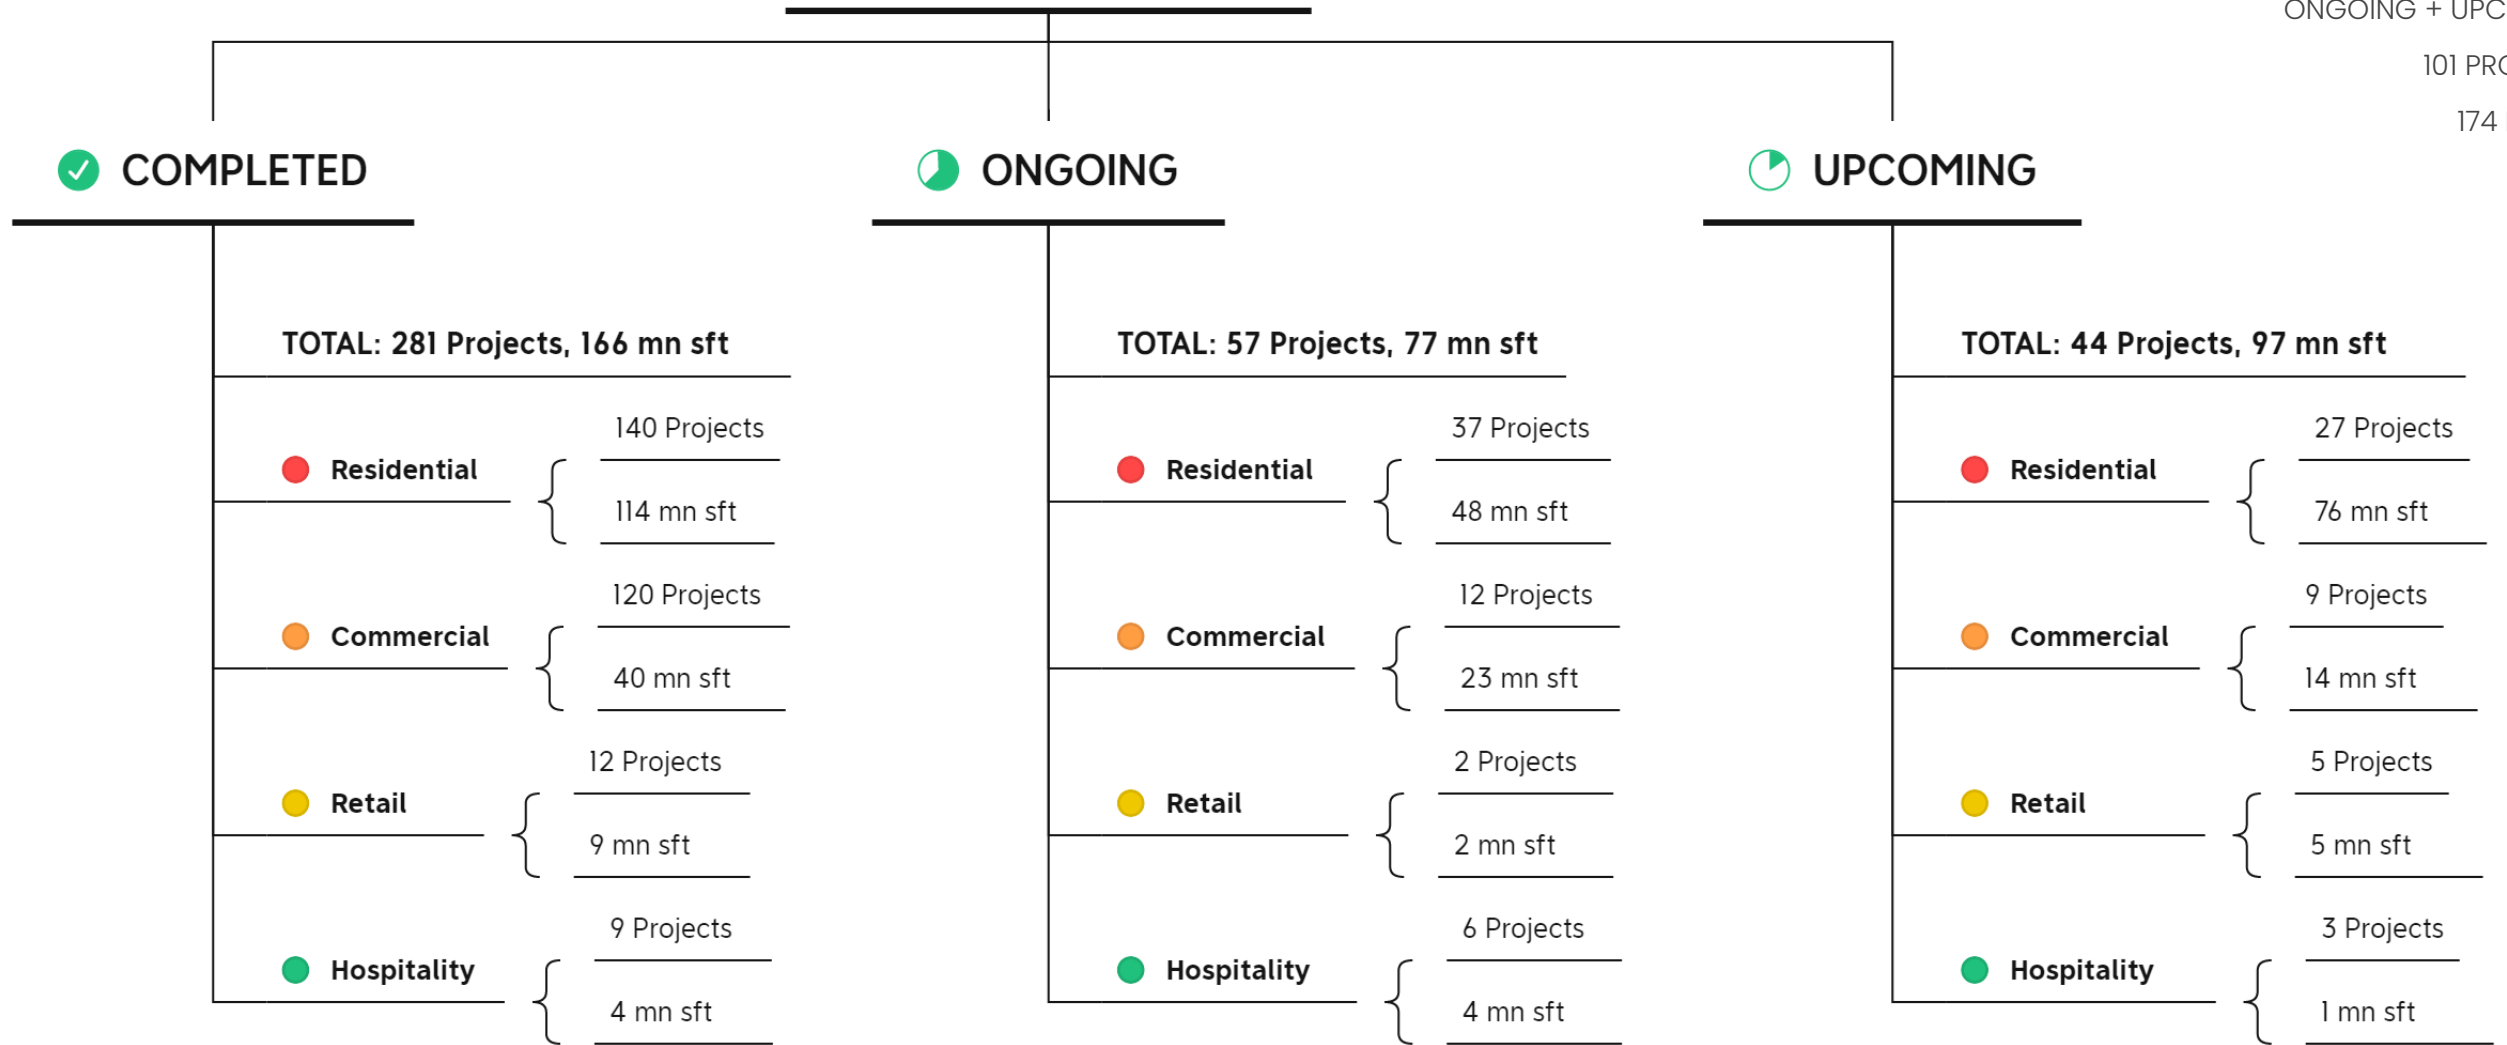 ONGOING +
101
174
COMPLETED
TOTAL: 281 Projects, 166 mn sft
Residential
140 Projects
114 mn sft
Commercial
120 Projects
40 mn sft
Retail
12 Projects
9 mn sft
Hospitality
9 Projects
4 mn sft
ONGOING
TOTAL: 57 Projects, 77 mn sft
Residential
37 Projects
48 mn sft
Commercial
12 Projects
23 mn sft
Retail
2 Projects
2 mn sft
Hospitality
6 Projects
4 mn sft
UPCOMING
TOTAL: 44 Projects, 97 mn sft
Residential
27 Projects
76 mn sft
Commercial
9 Projects
14 mn sft
Retail
5 Projects
5 mn sft
Hospitality
3 Projects
1 mn sft